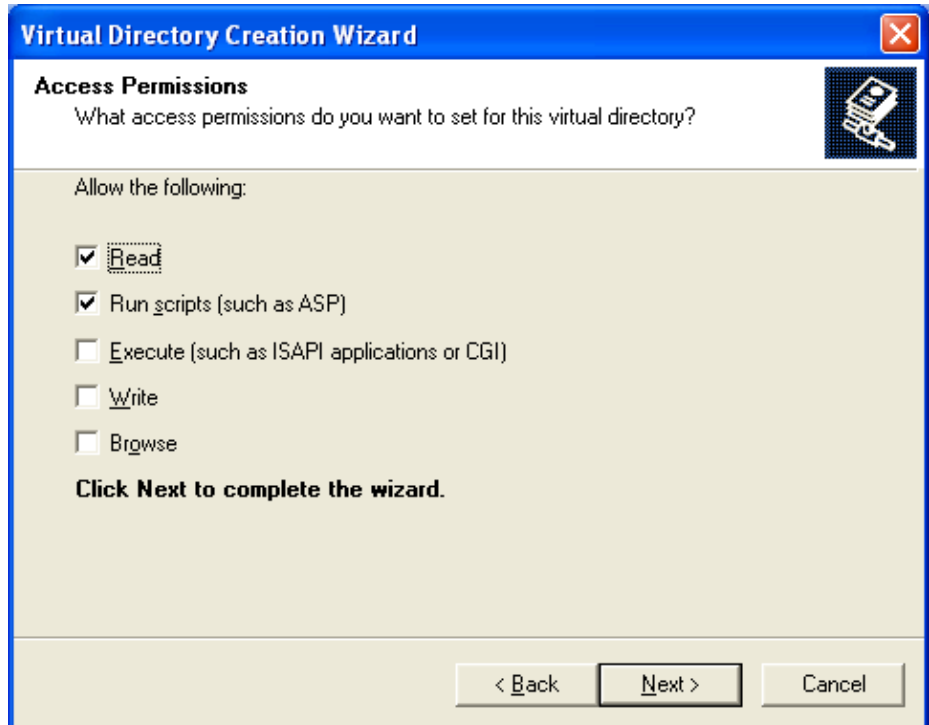 Virtual Directory Creation Wizard
Access Permissions
What access permissions do you want to set for this virtual directory?
Allow the following:
Read
Run scripts (such as ASP)
Execute (such as ISAPI applications or CGI)
Write
Browse
Click Next to complete the wizard.
< Back Next > Cancel